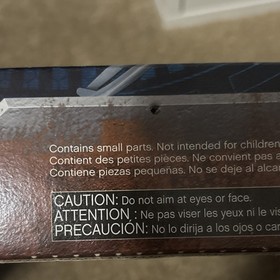 Contains small parts. Not intended for children
Contient des petites pièces. Ne convient pas a
Contiene piezas pequeñas. No se deje al alcan
CAUTION: Do not aim at eyes or face.
ATTENTION : Ne pas viser les yeux ni le vis
PRECAUCIÓN: No lo dirija a los ojos o car